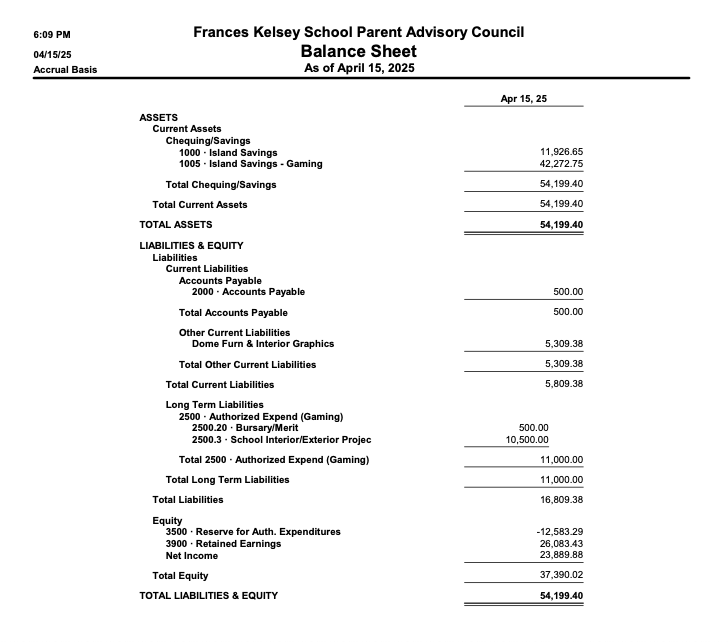 6:09 PM
Frances Kelsey School Parent Advisory Council
04/15/25
Balance Sheet
Accrual Basis
As of April 15, 2025
Apr 15, 25
ASSETS
Current Assets
Chequing/Savings
1000 · Island Savings 11,926.65
1005 · Island Savings - Gaming 42,272.75
Total Chequing/Savings 54,199.40
Total Current Assets 54,199.40
TOTAL ASSETS 54,199.40
LIABILITIES & EQUITY
Liabilities
Current Liabilities
Accounts Payable
2000 · Accounts Payable 500.00
Total Accounts Payable 500.00
Other Current Liabilities
Dome Furn & Interior Graphics 5,309.38
Total Other Current Liabilities 5,309.38
Total Current Liabilities 5,809.38
Long Term Liabilities
2500 · Authorized Expend (Gaming)
2500.20 · Bursary/Merit 500.00
2500.3 · School Interior/Exterior Projec 10,500.00
Total 2500 · Authorized Expend (Gaming) 11,000.00
Total Long Term Liabilities 11,000.00
Total Liabilities 16,809.38
Equity
3500 · Reserve for Auth. Expenditures -12,583.29
3900 · Retained Earnings 26,083.43
Net Income 23,889.88
Total Equity 37,390.02
TOTAL LIABILITIES & EQUITY 54,199.40